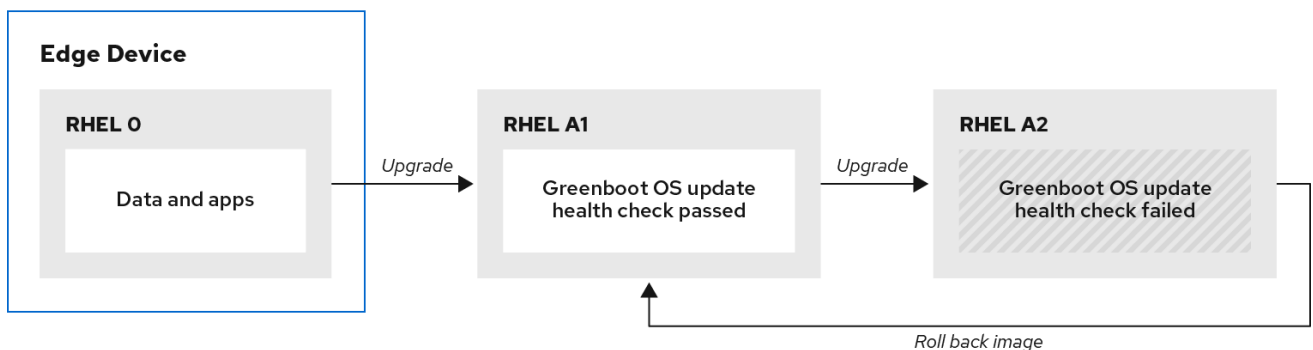 Edge Device
RHEL 0
Data and apps
Upgrade
RHEL A1
Greenboot OS update
health check passed
Upgrade
RHEL A2
Greenboot OS update
health check failed
Roll back image